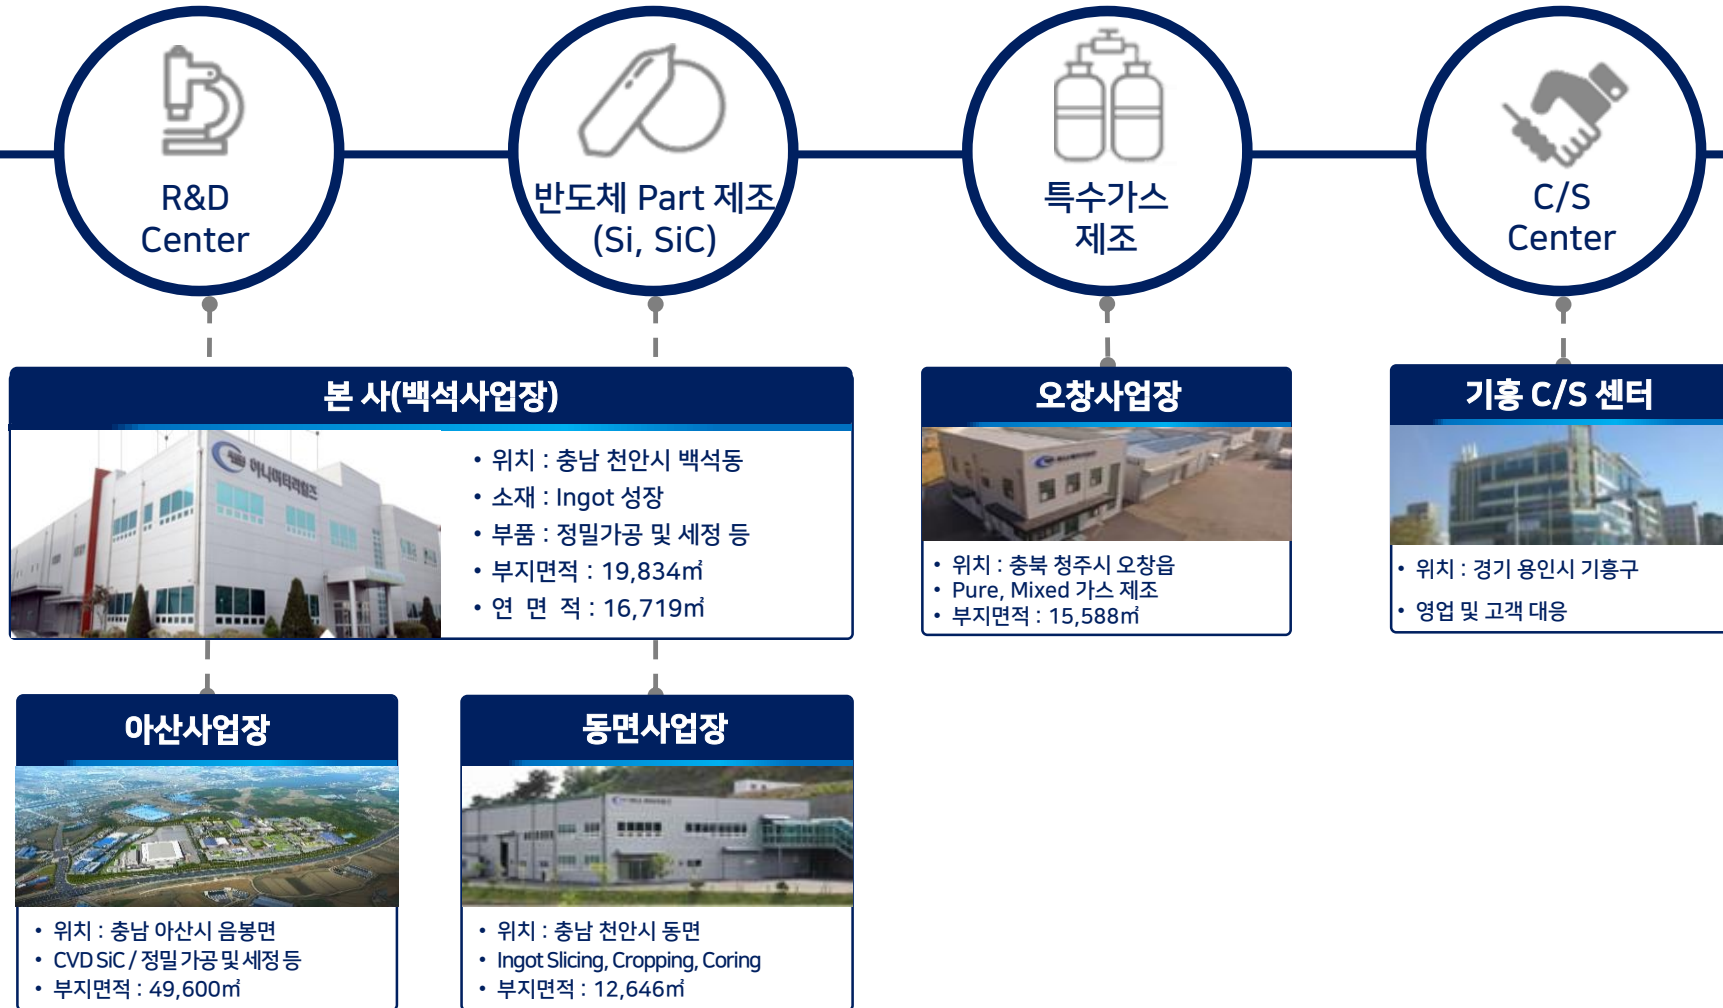 R&D
Center
반도체 Part 제조
(Si, SiC)
특수가스
제조
C/S
Center
본 사(백석사업장)
하나머티리얼즈
• 위치 : 충남 천안시 백석동
• 소재 : Ingot 성장
• 부품 : 정밀가공 및 세정 등
• 부지면적 : 19,834㎡
• 연 면 적 : 16,719㎡
오창사업장
• 위치 : 충북 청주시 오창읍
• Pure, Mixed 가스 제조
• 부지면적 : 15,588㎡
기흥 C/S 센터
• 위치 : 경기 용인시 기흥구
• 영업 및 고객 대응
아산사업장
• 위치 : 충남 아산시 음봉면
• CVD SiC / 정밀 가공 및 세정 등
• 부지면적 : 49,600㎡
동면사업장
• 위치 : 충남 천안시 동면
• Ingot Slicing, Cropping, Coring
• 부지면적 : 12,646㎡